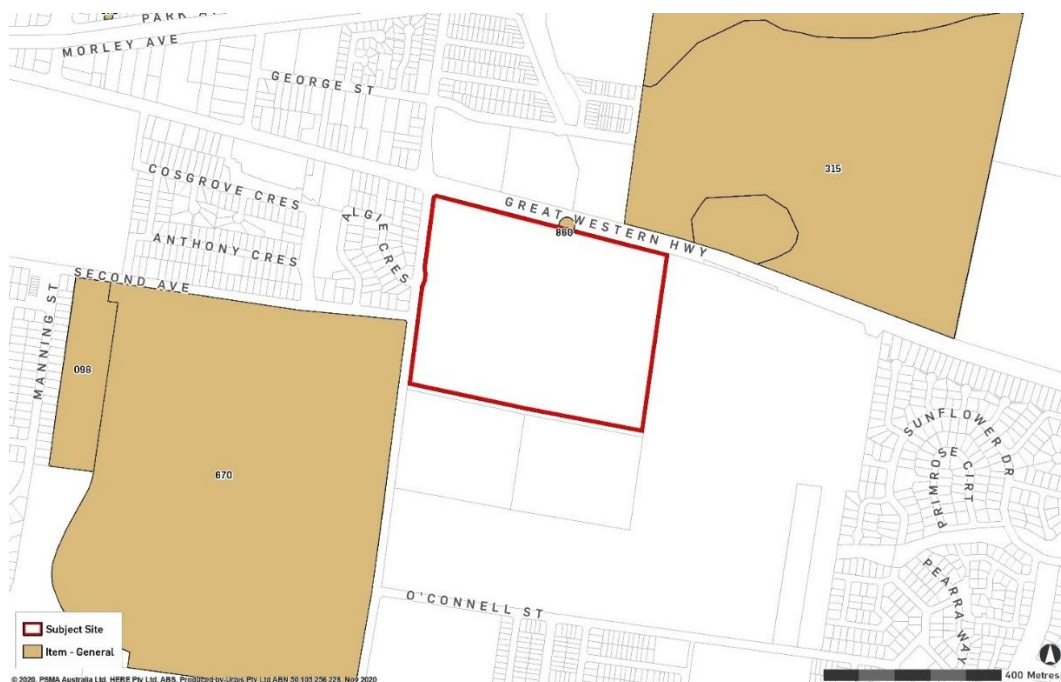 PARK AV
MORLEY AVE
GEORGE ST
315
COSGROVE CRES
ALGIE CRES
GREAT WESTERN HWY
860
ANTHONY CRES
SECOND AVE
MANNING ST
098
670
SUNFLOWER DR
PRIMROSE CIRT
PEARRA WAY
O'CONNELL ST
Subject Site
Item - General
400 Metres
© 2020. PSMA Australia Ltd, HERE Pty Ltd, ABS. Produced by Urbis Pty Ltd ABN 50 105 256 228, Nov 2020